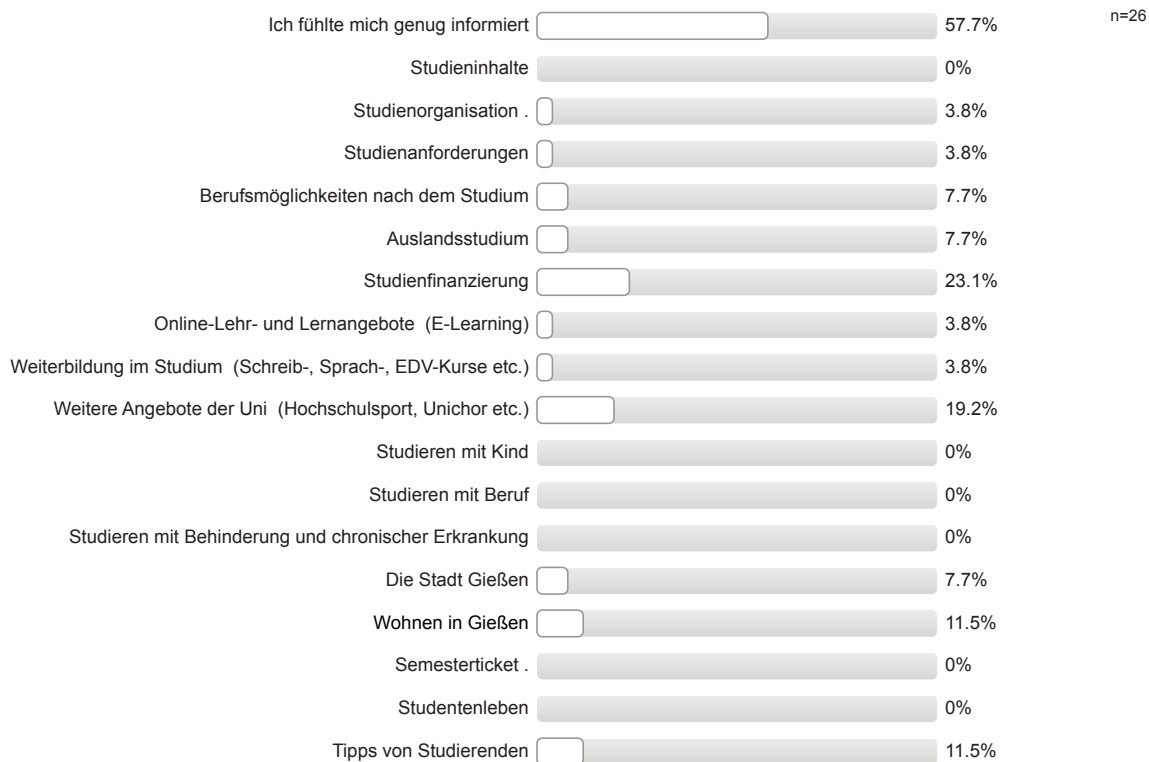 Ich fühlte mich genug informiert 57.7% n=26
Studieninhalte 0%
Studienorganisation . 3.8%
Studienanforderungen 3.8%
Berufsmöglichkeiten nach dem Studium 7.7%
Auslandsstudium 7.7%
Studienfinanzierung 23.1%
Online-Lehr- und Lernangebote (E-Learning) 3.8%
Weiterbildung im Studium (Schreib-, Sprach-, EDV-Kurse etc.) 3.8%
Weitere Angebote der Uni (Hochschulsport, Unichor etc.) 19.2%
Studieren mit Kind 0%
Studieren mit Beruf 0%
Studieren mit Behinderung und chronischer Erkrankung 0%
Die Stadt Gießen 7.7%
Wohnen in Gießen 11.5%
Semesterticket . 0%
Studentenleben 0%
Tipps von Studierenden 11.5%